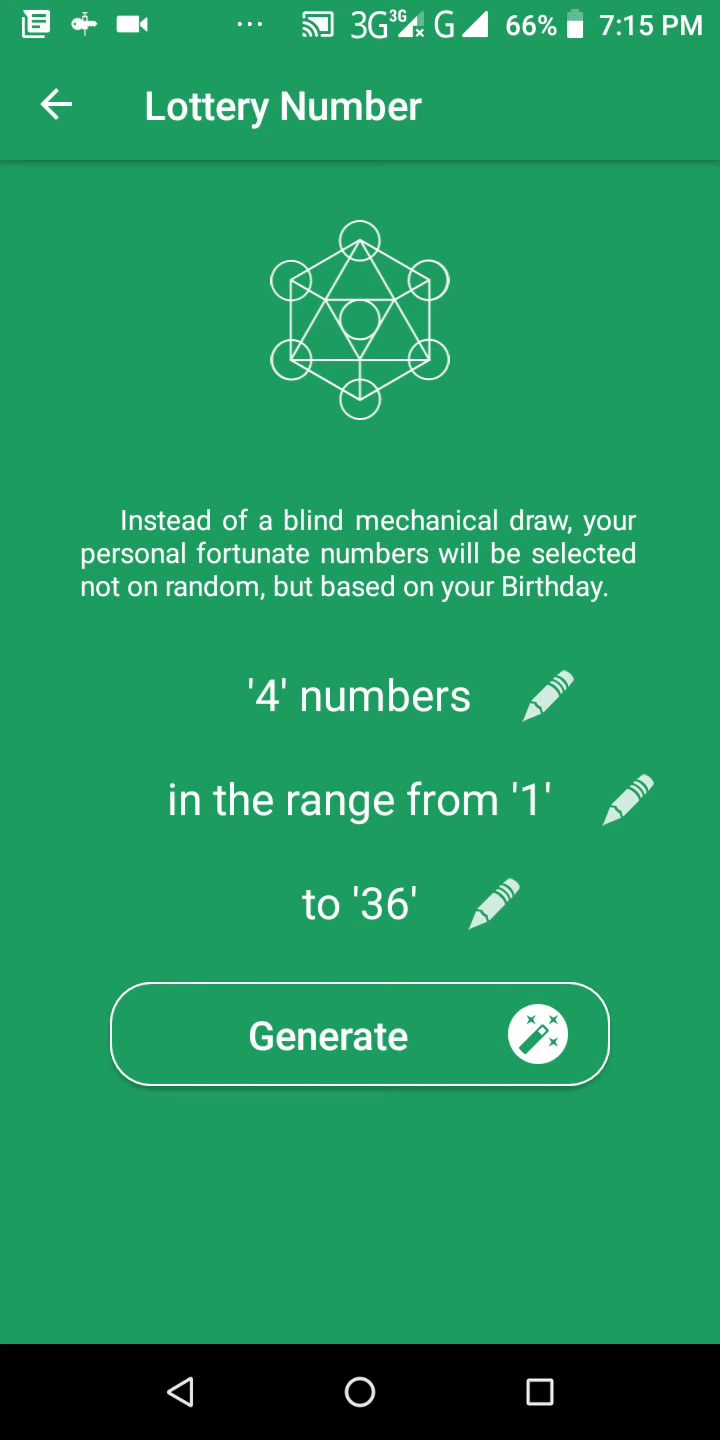 3G 3G G 66% 7:15 PM
Lottery Number
Instead of a blind mechanical draw, your
personal fortunate numbers will be selected
not on random, but based on your Birthday.
'4' numbers
in the range from '1'
to '36'
Generate